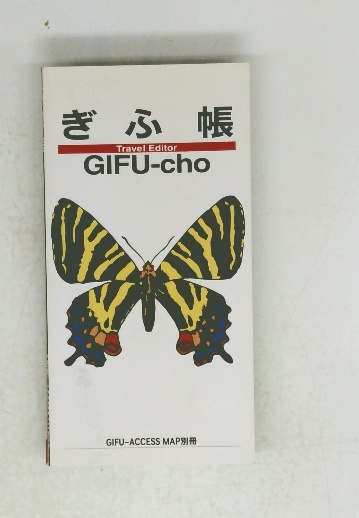 ぎふ帳
Travel Editor
GIFU-cho
GIFU-ACCESS MAP別冊